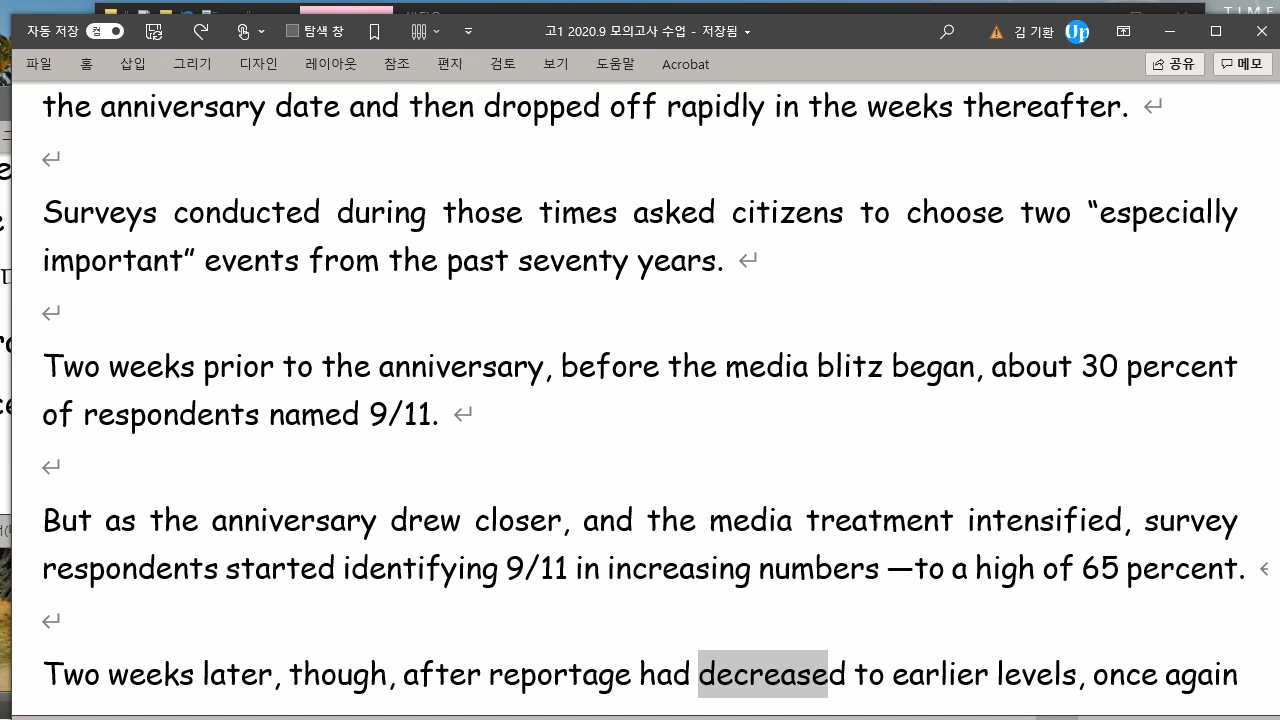 TIME
자동 저장 컴 탐색 창 고1 2020.9 모의고사 수업 - 저장됨 김 기환 Up
파일 홈 삽입 그리기 디자인 레이아웃 참조 편지 검토 보기 도움말 Acrobat 공유 메모
the anniversary date and then dropped off rapidly in the weeks thereafter.
Surveys conducted during those times asked citizens to choose two “especially
important” events from the past seventy years.
Two weeks prior to the anniversary, before the media blitz began, about 30 percent
of respondents named 9/11.
But as the anniversary drew closer, and the media treatment intensified, survey
respondents started identifying 9/11 in increasing numbers —to a high of 65 percent.
Two weeks later, though, after reportage had decreased to earlier levels, once again